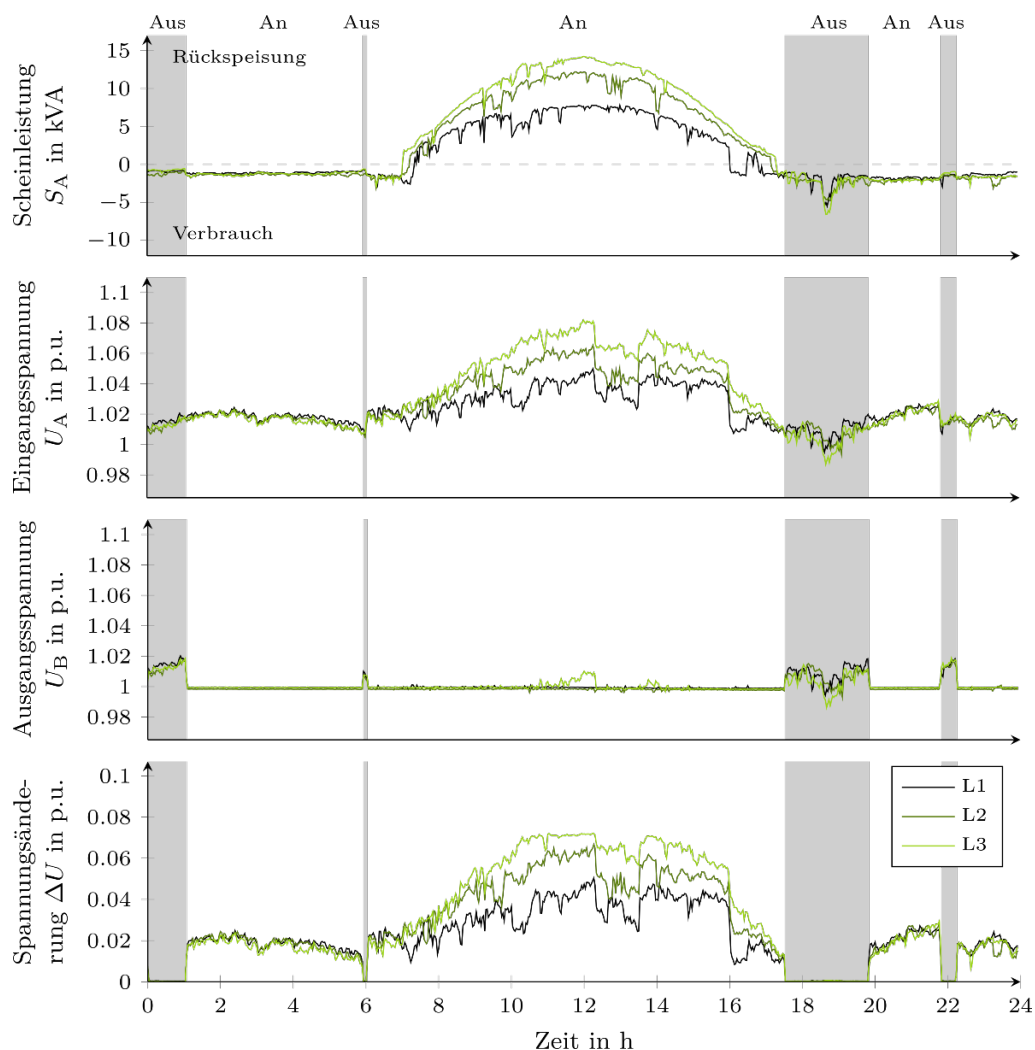 Aus An Aus An Aus An Aus
Scheinleistung
S_A in kVA
15
10
5
0
−5
−10
Rückspeisung
Verbrauch
Eingangsspannung
U_A in p.u.
1.1
1.08
1.06
1.04
1.02
1
0.98
Ausgangsspannung
U_B in p.u.
1.1
1.08
1.06
1.04
1.02
1
0.98
Spannungsände-
rung ΔU in p.u.
0.1
0.08
0.06
0.04
0.02
0
L1
L2
L3
0 2 4 6 8 10 12 14 16 18 20 22 24
Zeit in h